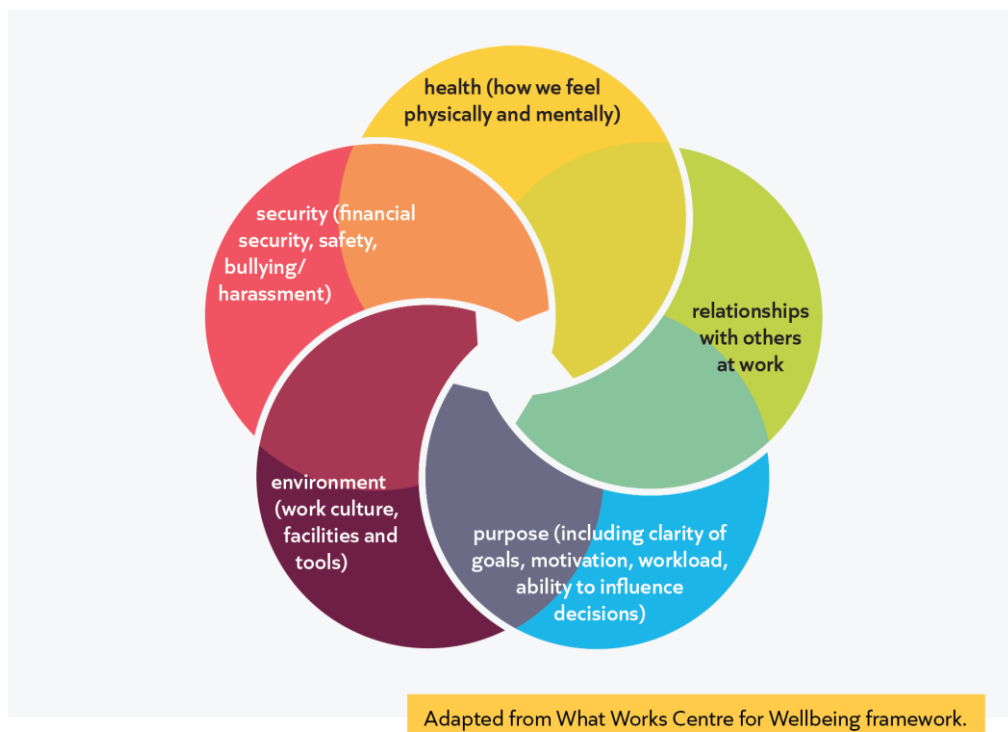 health (how we feel
physically and mentally)
security (financial
security, safety,
bullying/
harassment)
relationships
with others
at work
environment
(work culture,
facilities and
tools)
purpose (including clarity of
goals, motivation, workload,
ability to influence
decisions)
Adapted from What Works Centre for Wellbeing framework.